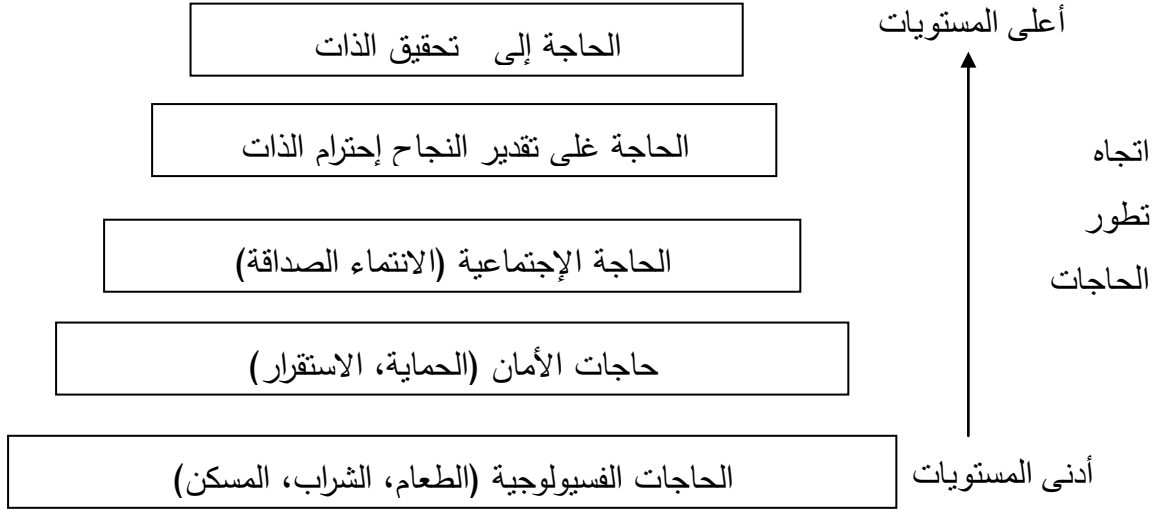 أعلى المستويات
الحاجة إلى تحقيق الذات
الحاجة غلى تقدير النجاح إحترام الذات
اتجاه
تطور
الحاجات
الحاجة الإجتماعية (الانتماء الصداقة)
حاجات الأمان (الحماية، الاستقرار)
أدنى المستويات
الحاجات الفسيولوجية (الطعام، الشراب، المسكن)